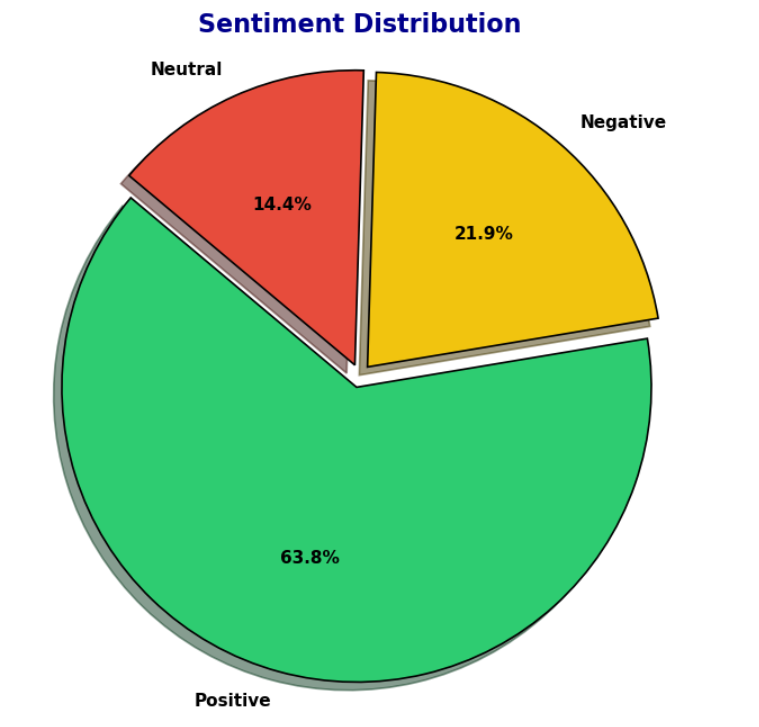 Sentiment Distribution
Neutral
Negative
14.4%
21.9%
63.8%
Positive